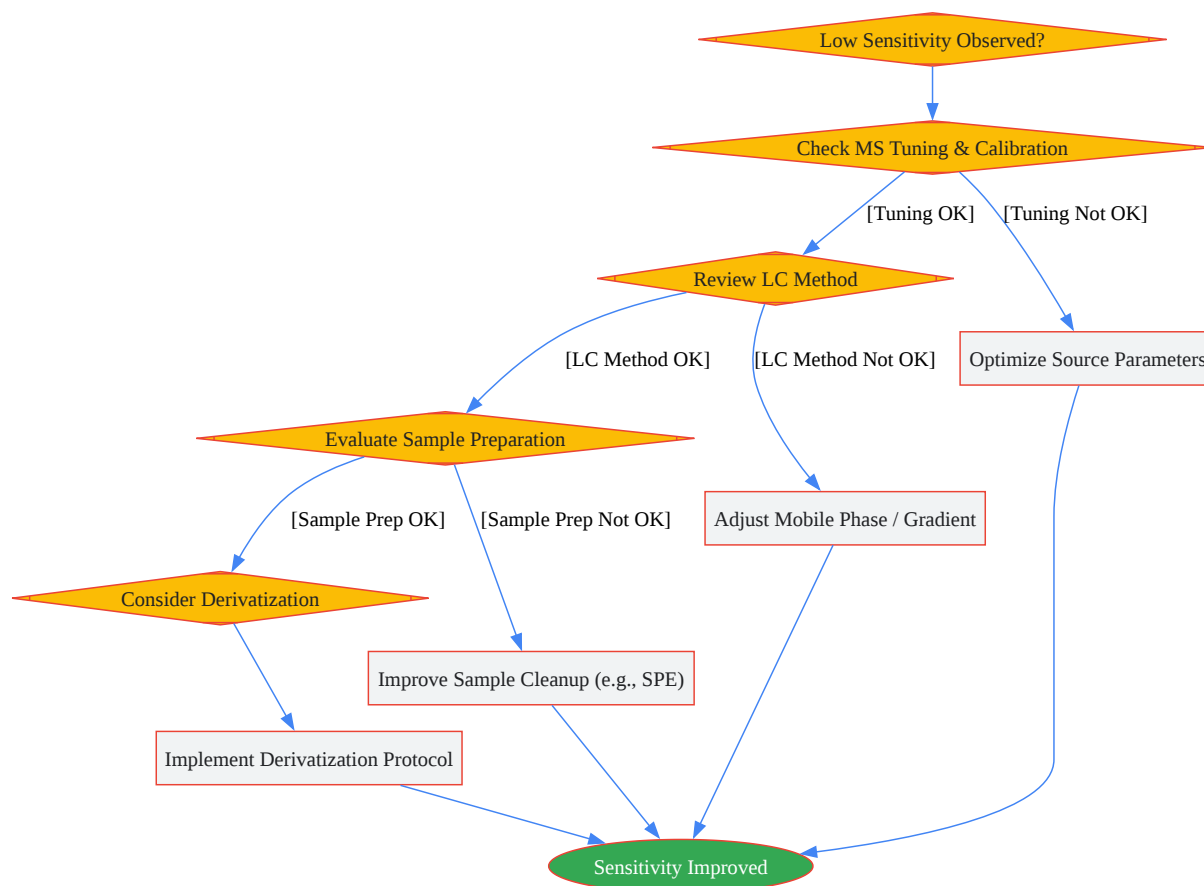 Low Sensitivity Observed?
Check MS Tuning & Calibration
[Tuning OK]
[Tuning Not OK]
Review LC Method
[LC Method OK]
[LC Method Not OK]
Optimize Source Parameters
Evaluate Sample Preparation
[Sample Prep OK]
[Sample Prep Not OK]
Adjust Mobile Phase / Gradient
Consider Derivatization
Improve Sample Cleanup (e.g., SPE)
Implement Derivatization Protocol
Sensitivity Improved